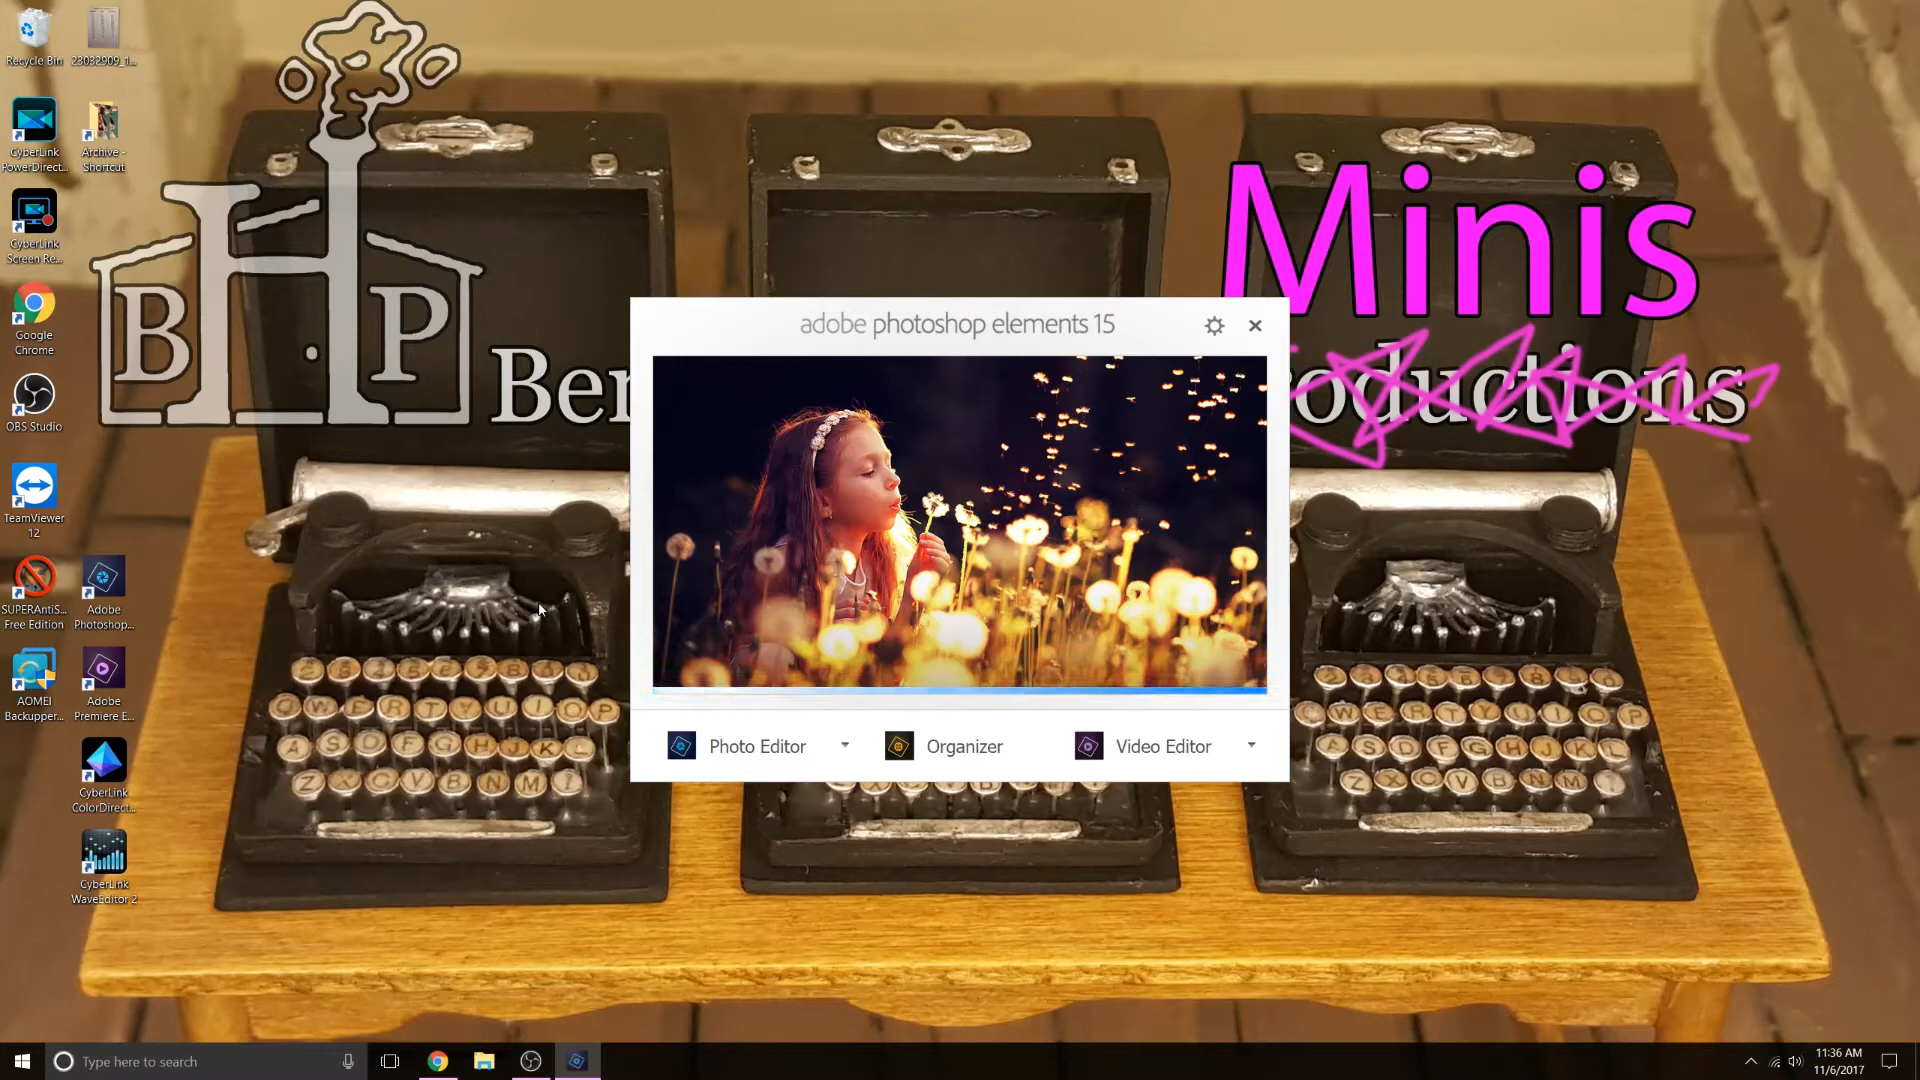 Recycle Bin
23032909_1...
CyberLink
PowerDirect...
Archive -
Shortcut
CyberLink
Screen Re...
Google
Chrome
OBS Studio
TeamViewer
12
SUPERAntiS...
Free Edition
Adobe
Photoshop...
AOMEI
Backupper...
Adobe
Premiere E...
CyberLink
ColorDirect...
CyberLink
WaveEditor 2
B H P
Ber
Minis
oductions
adobe photoshop elements 15
Photo Editor
Organizer
Video Editor
Q W E R T Y U I O P
A S D F G H J K L
Z X C V B N M
W E R T Y U I O P
A S D F G H J K L
Z X C V B N M
Type here to search
11:36 AM
11/6/2017